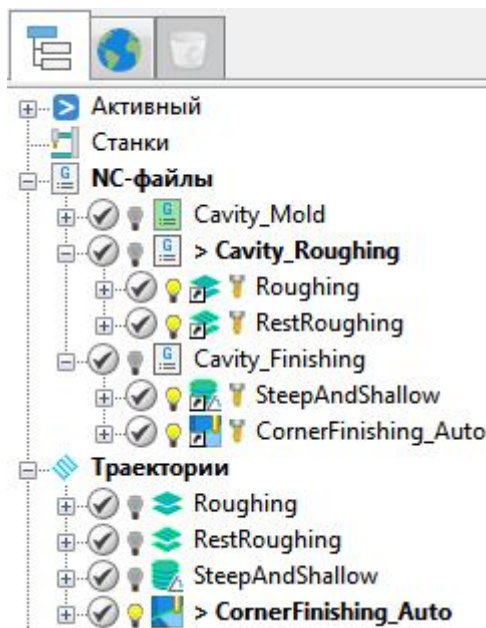 Активный
Станки
NC-файлы
Cavity_Mold
> Cavity_Roughing
Roughing
RestRoughing
Cavity_Finishing
SteepAndShallow
CornerFinishing_Auto
Траектории
Roughing
RestRoughing
SteepAndShallow
> CornerFinishing_Auto